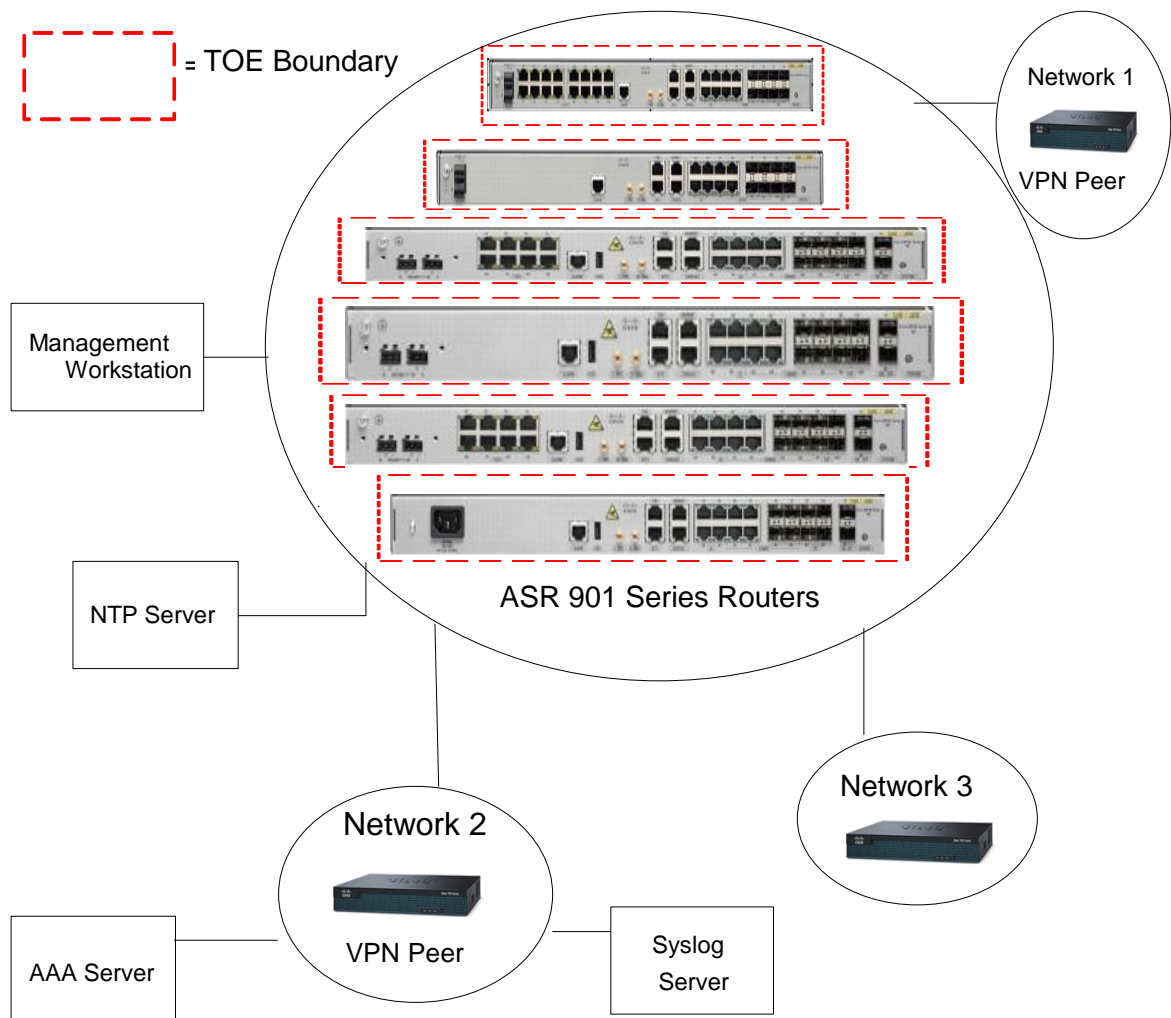 = TOE Boundary
Network 1
VPN Peer
Management
Workstation
ASR 901 Series Routers
NTP Server
Network 3
Network 2
VPN Peer
AAA Server
Syslog
Server